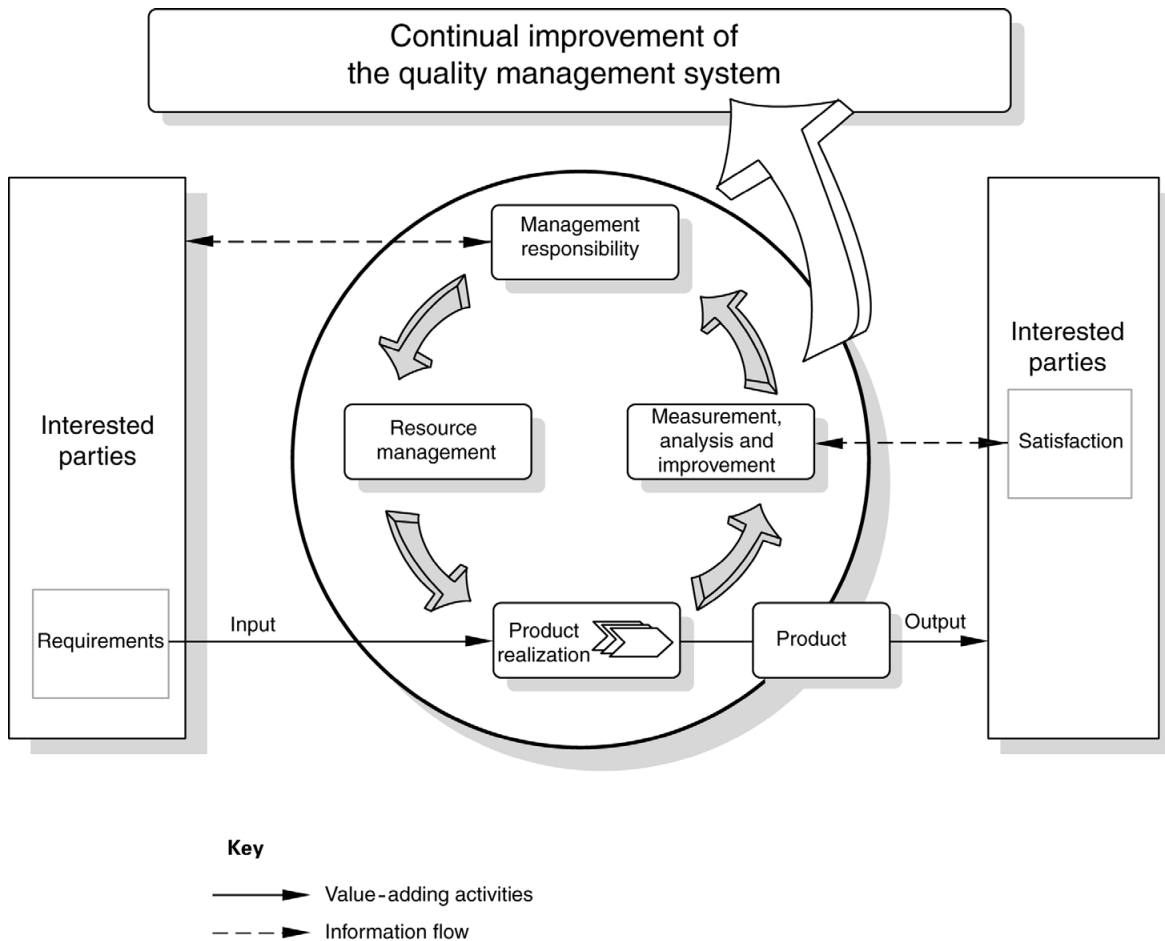 Continual improvement of
the quality management system
Management
responsibility
Interested
parties
Interested
parties
Resource
management
Measurement,
analysis and
improvement
Satisfaction
Requirements
Input
Product
realization
Product
Output
Key
Value-adding activities
Information flow